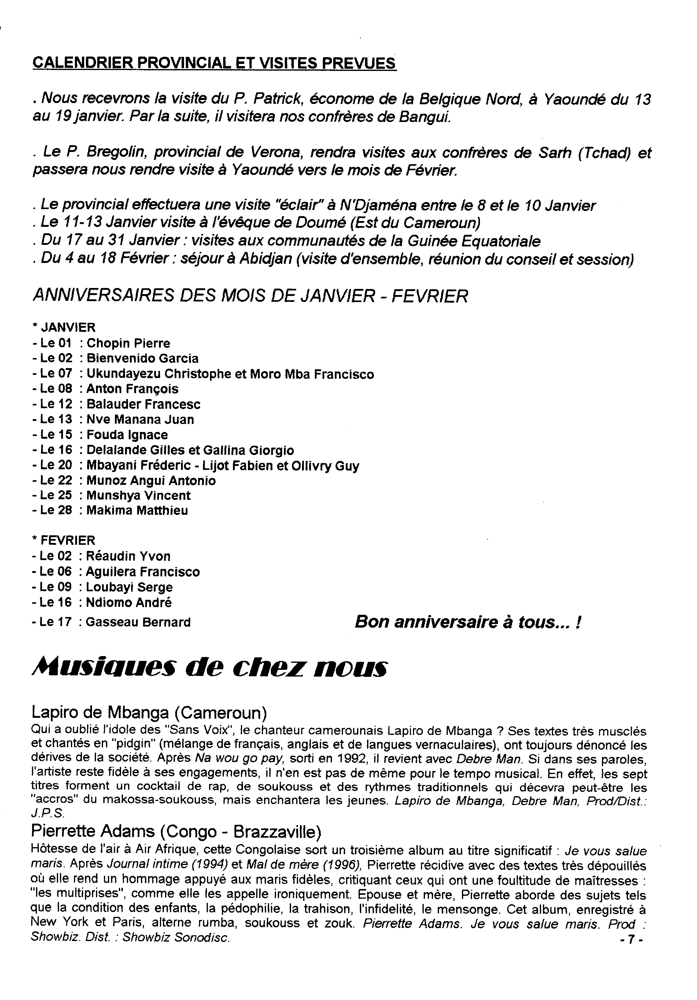 CALENDRIER PROVINCIAL ET VISITES PREVUES
. Nous recevrons la visite du P. Patrick, économe de la Belgique Nord, à Yaoundé du 13
au 19 janvier. Par la suite, il visitera nos confrères de Bangui.
. Le P. Bregolin, provincial de Verona, rendra visites aux confrères de Sarh (Tchad) et
passera nous rendre visite à Yaoundé vers le mois de Février.
. Le provincial effectuera une visite "éclair" à N'Djaména entre le 8 et le 10 Janvier
. Le 11-13 Janvier visite à l'évêque de Doumé (Est du Cameroun)
. Du 17 au 31 Janvier : visites aux communautés de la Guinée Equatoriale
. Du 4 au 18 Février : séjour à Abidjan (visite d'ensemble, réunion du conseil et session)
ANNIVERSAIRES DES MOIS DE JANVIER - FEVRIER
* JANVIER
- Le 01 : Chopin Pierre
- Le 02 : Bienvenido Garcia
- Le 07 : Ukundayezu Christophe et Moro Mba Francisco
- Le 08 : Anton François
- Le 12 : Balauder Francesc
- Le 13 : Nve Manana Juan
- Le 15 : Fouda Ignace
- Le 16 : Delalande Gilles et Gallina Giorgio
- Le 20 : Mbayani Fréderic - Lijot Fabien et Ollivry Guy
- Le 22 : Munoz Angui Antonio
- Le 25 : Munshya Vincent
- Le 28 : Makima Matthieu
* FEVRIER
- Le 02 : Réaudin Yvon
- Le 06 : Aguilera Francisco
- Le 09 : Loubayi Serge
- Le 16 : Ndiomo André
- Le 17 : Gasseau Bernard Bon anniversaire à tous... !
Musiques de chez nous
Lapiro de Mbanga (Cameroun)
Qui a oublié l'idole des "Sans Voix", le chanteur camerounais Lapiro de Mbanga ? Ses textes très musclés
et chantés en "pidgin" (mélange de français, anglais et de langues vernaculaires), ont toujours dénoncé les
dérives de la société. Après Na wou go pay, sorti en 1992, il revient avec Debre Man. Si dans ses paroles,
l'artiste reste fidèle à ses engagements, il n'en est pas de même pour le tempo musical. En effet, les sept
titres forment un cocktail de rap, de soukouss et des rythmes traditionnels qui décevra peut-être les
"accros" du makossa-soukouss, mais enchantera les jeunes. Lapiro de Mbanga, Debre Man, Prod/Dist.:
J.P.S.
Pierrette Adams (Congo - Brazzaville)
Hôtesse de l'air à Air Afrique, cette Congolaise sort un troisième album au titre significatif : Je vous salue
maris. Après Journal intime (1994) et Mal de mère (1996), Pierrette récidive avec des textes très dépouillés
où elle rend un hommage appuyé aux maris fidèles, critiquant ceux qui ont une foultitude de maîtresses :
"les multiprises", comme elle les appelle ironiquement. Epouse et mère, Pierrette aborde des sujets tels
que la condition des enfants, la pédophilie, la trahison, l'infidelité, le mensonge. Cet album, enregistré à
New York et Paris, alterne rumba, soukouss et zouk. Pierrette Adams. Je vous salue maris. Prod :
Showbiz. Dist. : Showbiz Sonodisc.
- 7 -